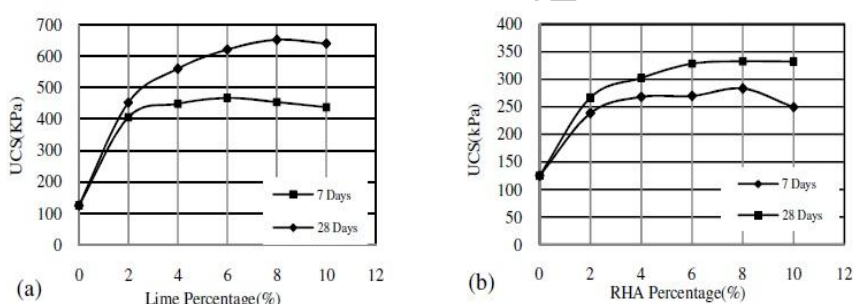 700
600
500
400
300
200
100
0
UCS(KPa)
7 Days
28 Days
0 2 4 6 8 10 12
Lime Percentage(%)
(a)
400
350
300
250
200
150
100
50
0
UCS(kPa)
7 Days
28 Days
0 2 4 6 8 10 12
RHA Percentage(%)
(b)